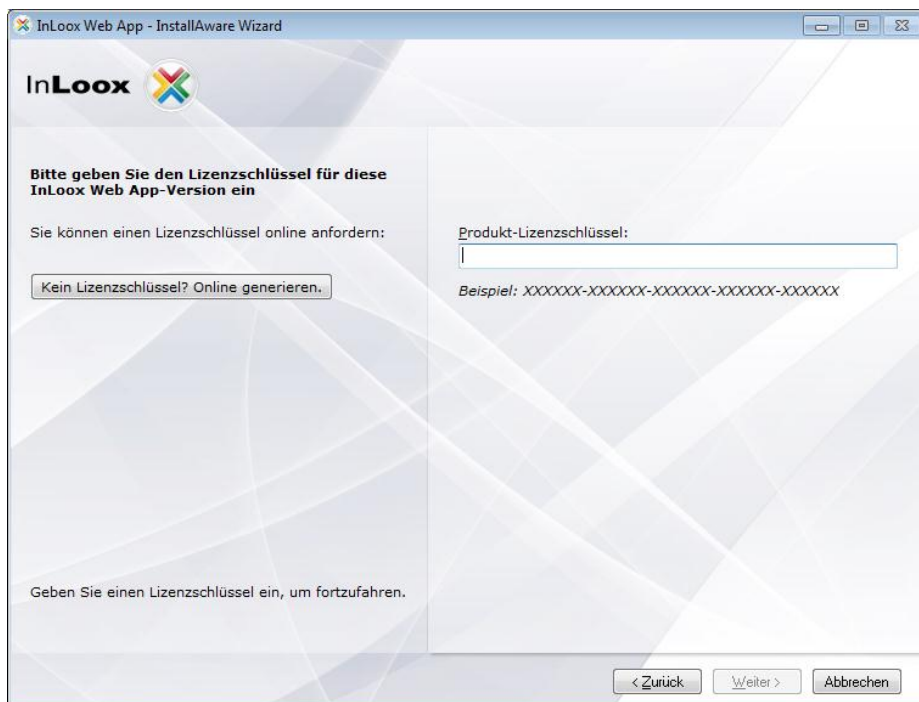 InLoox Web App - InstallAware Wizard
InLoox
Bitte geben Sie den Lizenzschlüssel für diese
InLoox Web App-Version ein
Sie können einen Lizenzschlüssel online anfordern:
Kein Lizenzschlüssel? Online generieren.
Produkt-Lizenzschlüssel:
Beispiel: XXXXXX-XXXXXX-XXXXXX-XXXXXX-XXXXXX
Geben Sie einen Lizenzschlüssel ein, um fortzufahren.
< Zurück Weiter > Abbrechen